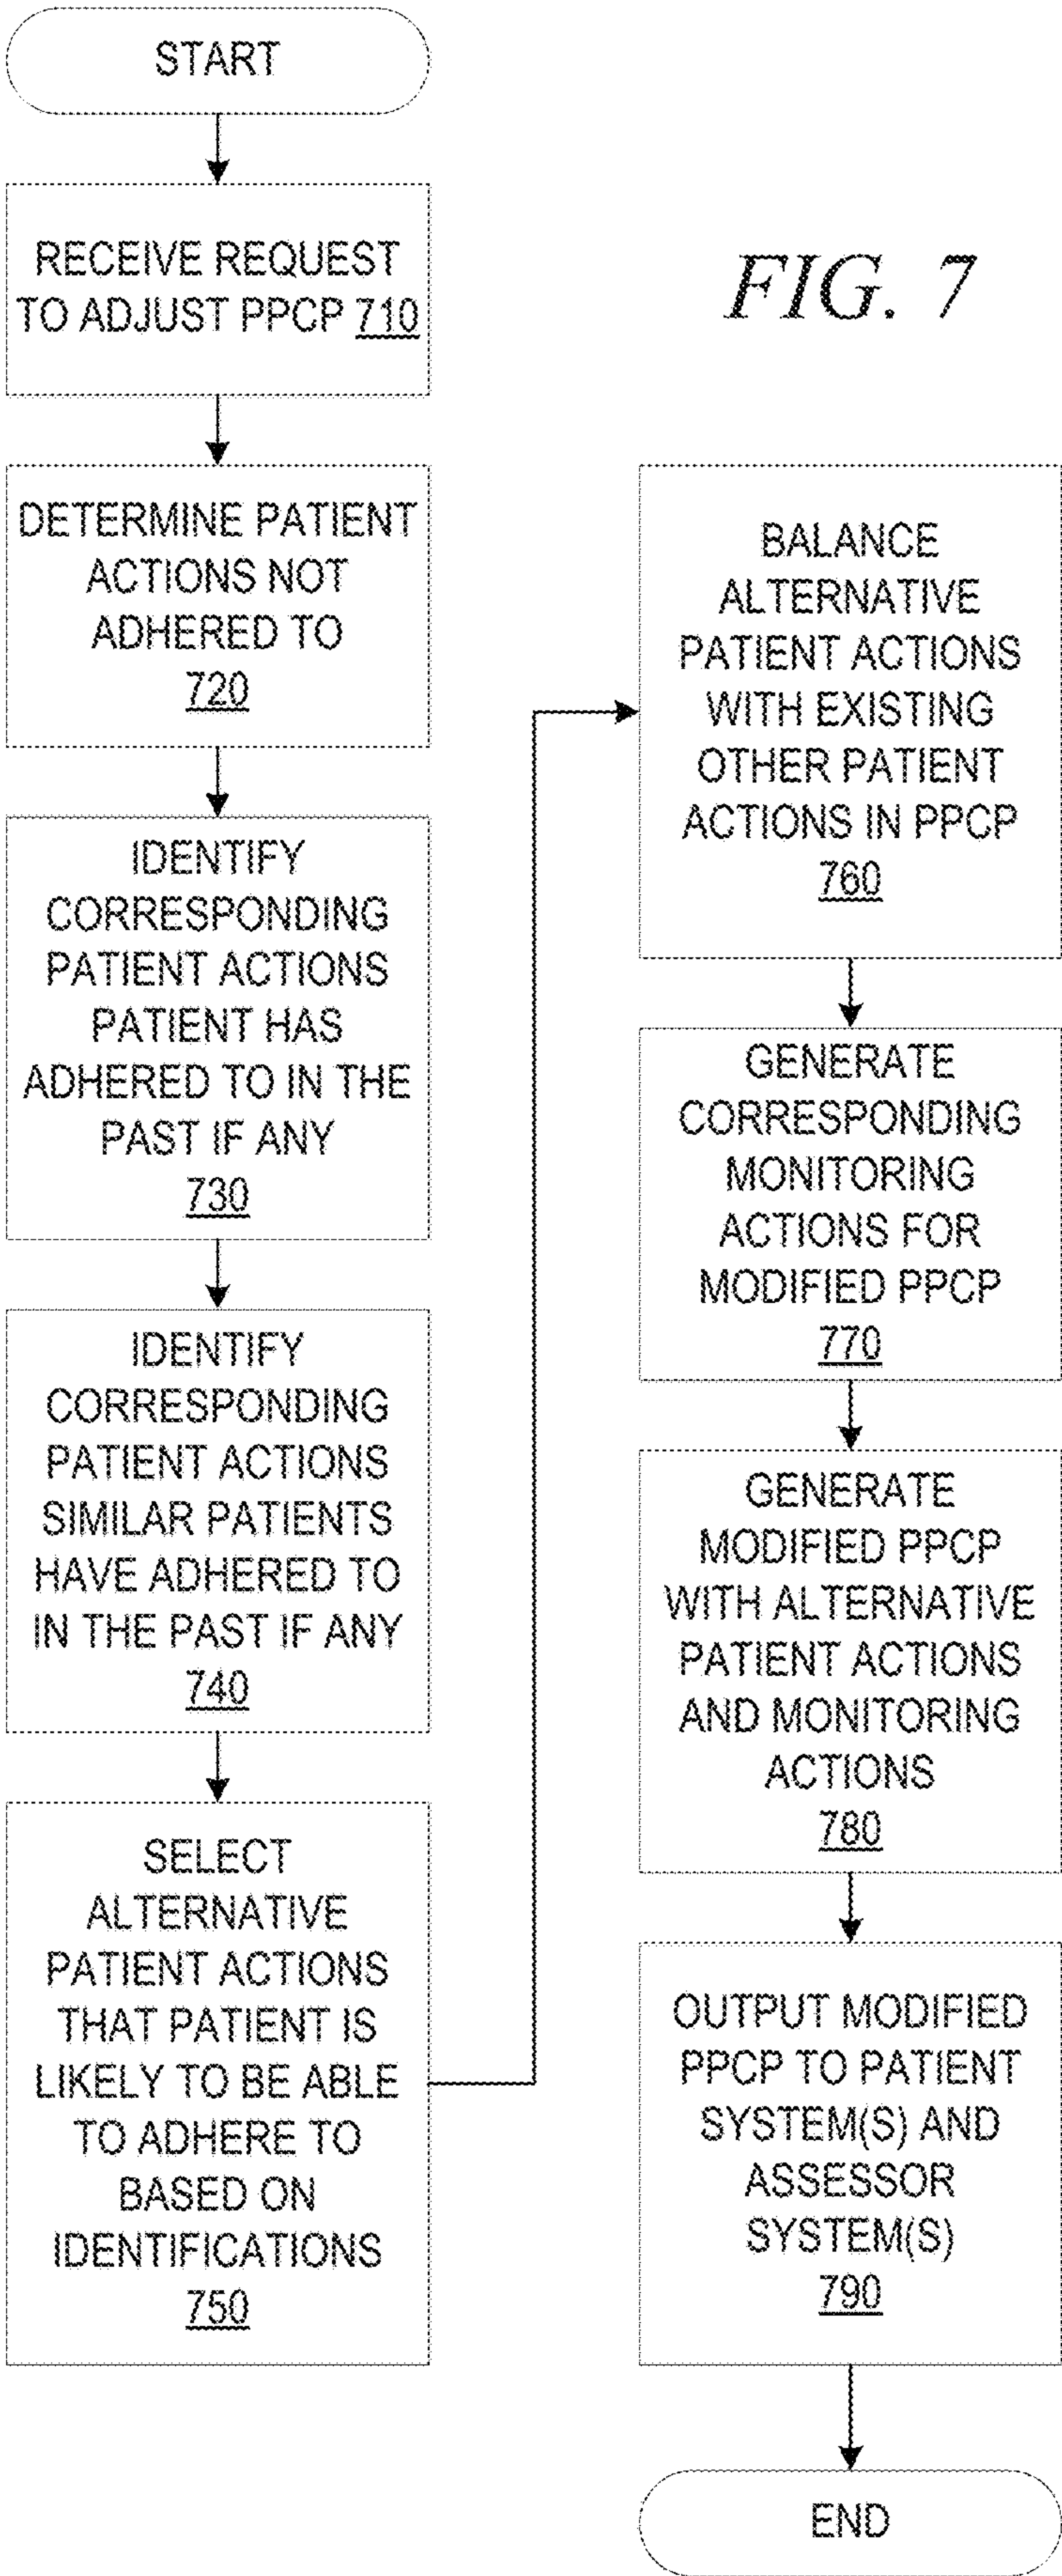 START
RECEIVE REQUEST
TO ADJUST PPCP 710
DETERMINE PATIENT
ACTIONS NOT
ADHERED TO
720
IDENTIFY
CORRESPONDING
PATIENT ACTIONS
PATIENT HAS
ADHERED TO IN THE
PAST IF ANY
730
IDENTIFY
CORRESPONDING
PATIENT ACTIONS
SIMILAR PATIENTS
HAVE ADHERED TO
IN THE PAST IF ANY
740
SELECT
ALTERNATIVE
PATIENT ACTIONS
THAT PATIENT IS
LIKELY TO BE ABLE
TO ADHERE TO
BASED ON
IDENTIFICATIONS
750
FIG. 7
BALANCE
ALTERNATIVE
PATIENT ACTIONS
WITH EXISTING
OTHER PATIENT
ACTIONS IN PPCP
760
GENERATE
CORRESPONDING
MONITORING
ACTIONS FOR
MODIFIED PPCP
770
GENERATE
MODIFIED PPCP
WITH ALTERNATIVE
PATIENT ACTIONS
AND MONITORING
ACTIONS
780
OUTPUT MODIFIED
PPCP TO PATIENT
SYSTEM(S) AND
ASSESSOR
SYSTEM(S)
790
END